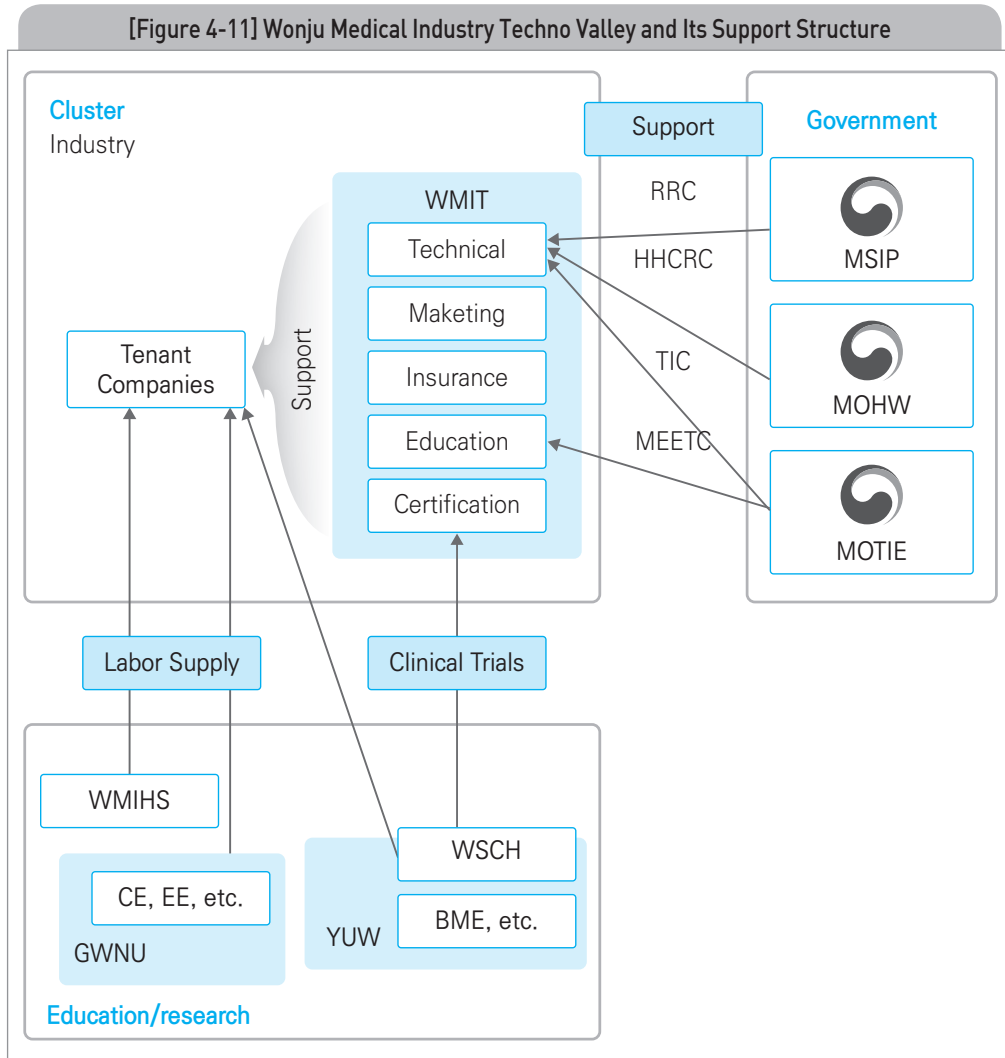 [Figure 4-11] Wonju Medical Industry Techno Valley and Its Support Structure
Cluster
Industry
Support
Government
WMIT
Technical
Maketing
Insurance
Education
Certification
Support
Tenant
Companies
RRC
HHCRC
TIC
MEETC
MSIP
MOHW
MOTIE
Labor Supply
Clinical Trials
WMIHS
CE, EE, etc.
GWNU
WSCH
BME, etc.
YUW
Education/research